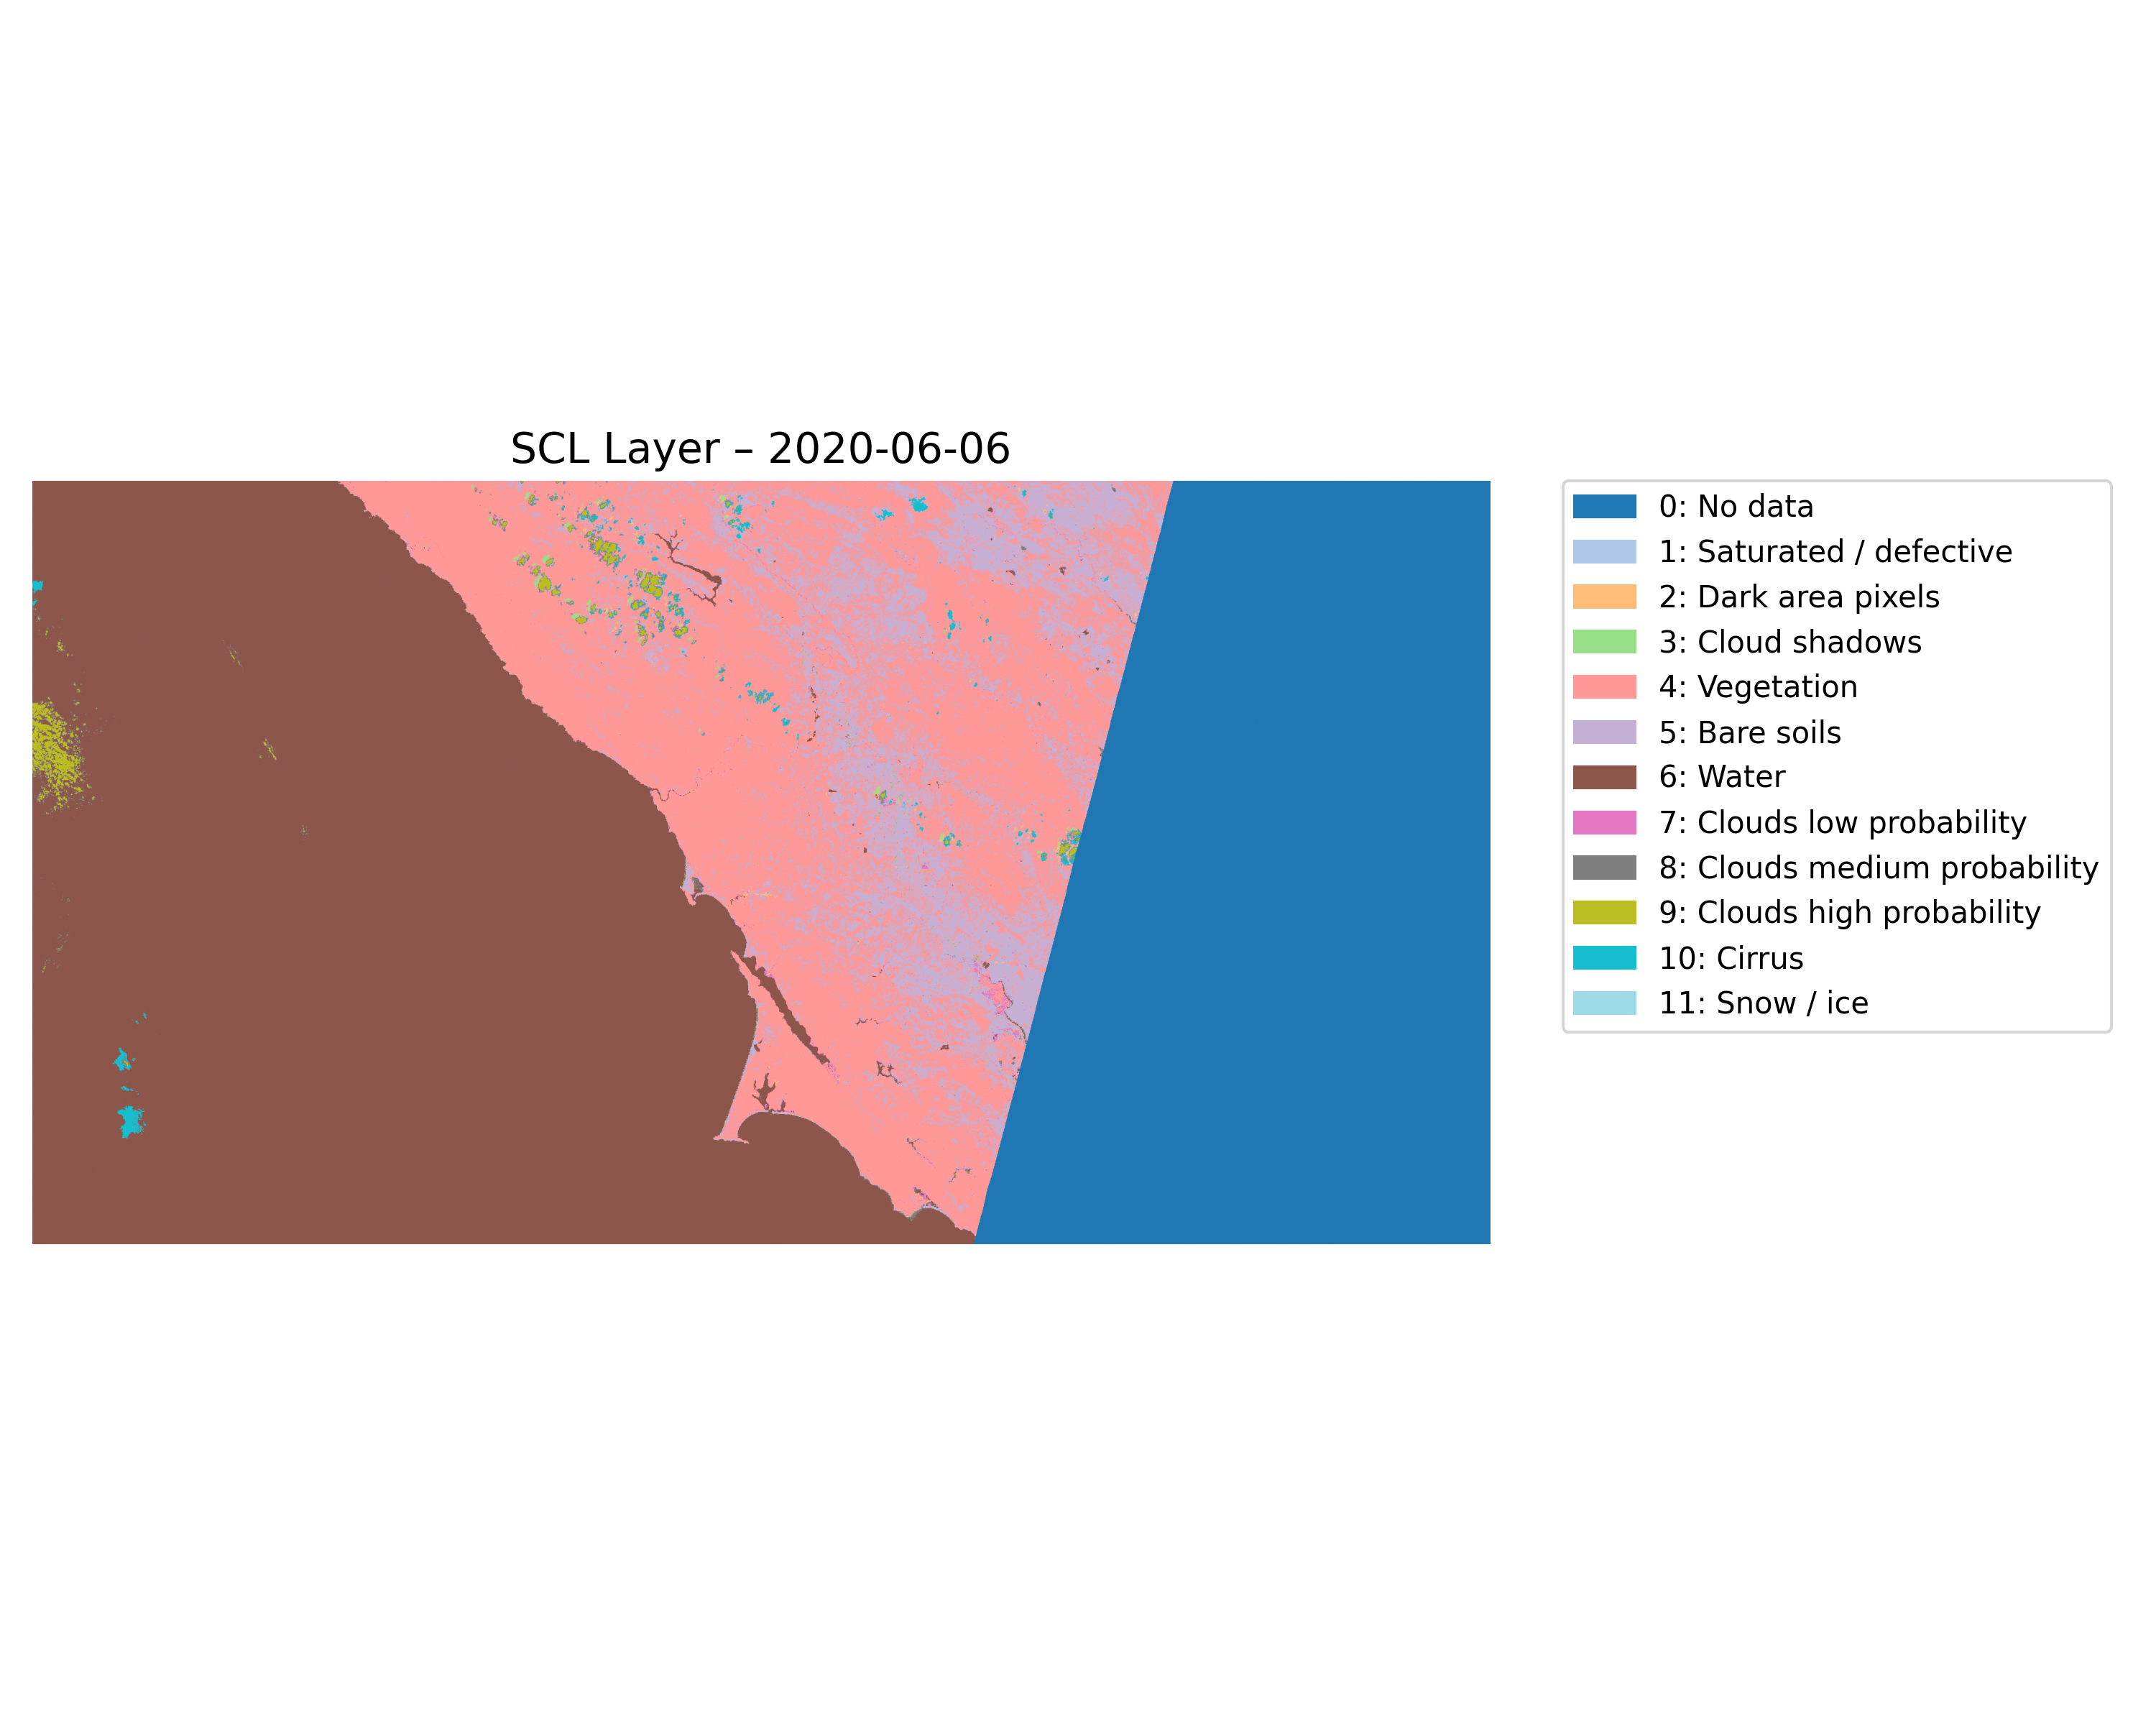 SCL Layer – 2020-06-06
0: No data
1: Saturated / defective
2: Dark area pixels
3: Cloud shadows
4: Vegetation
5: Bare soils
6: Water
7: Clouds low probability
8: Clouds medium probability
9: Clouds high probability
10: Cirrus
11: Snow / ice